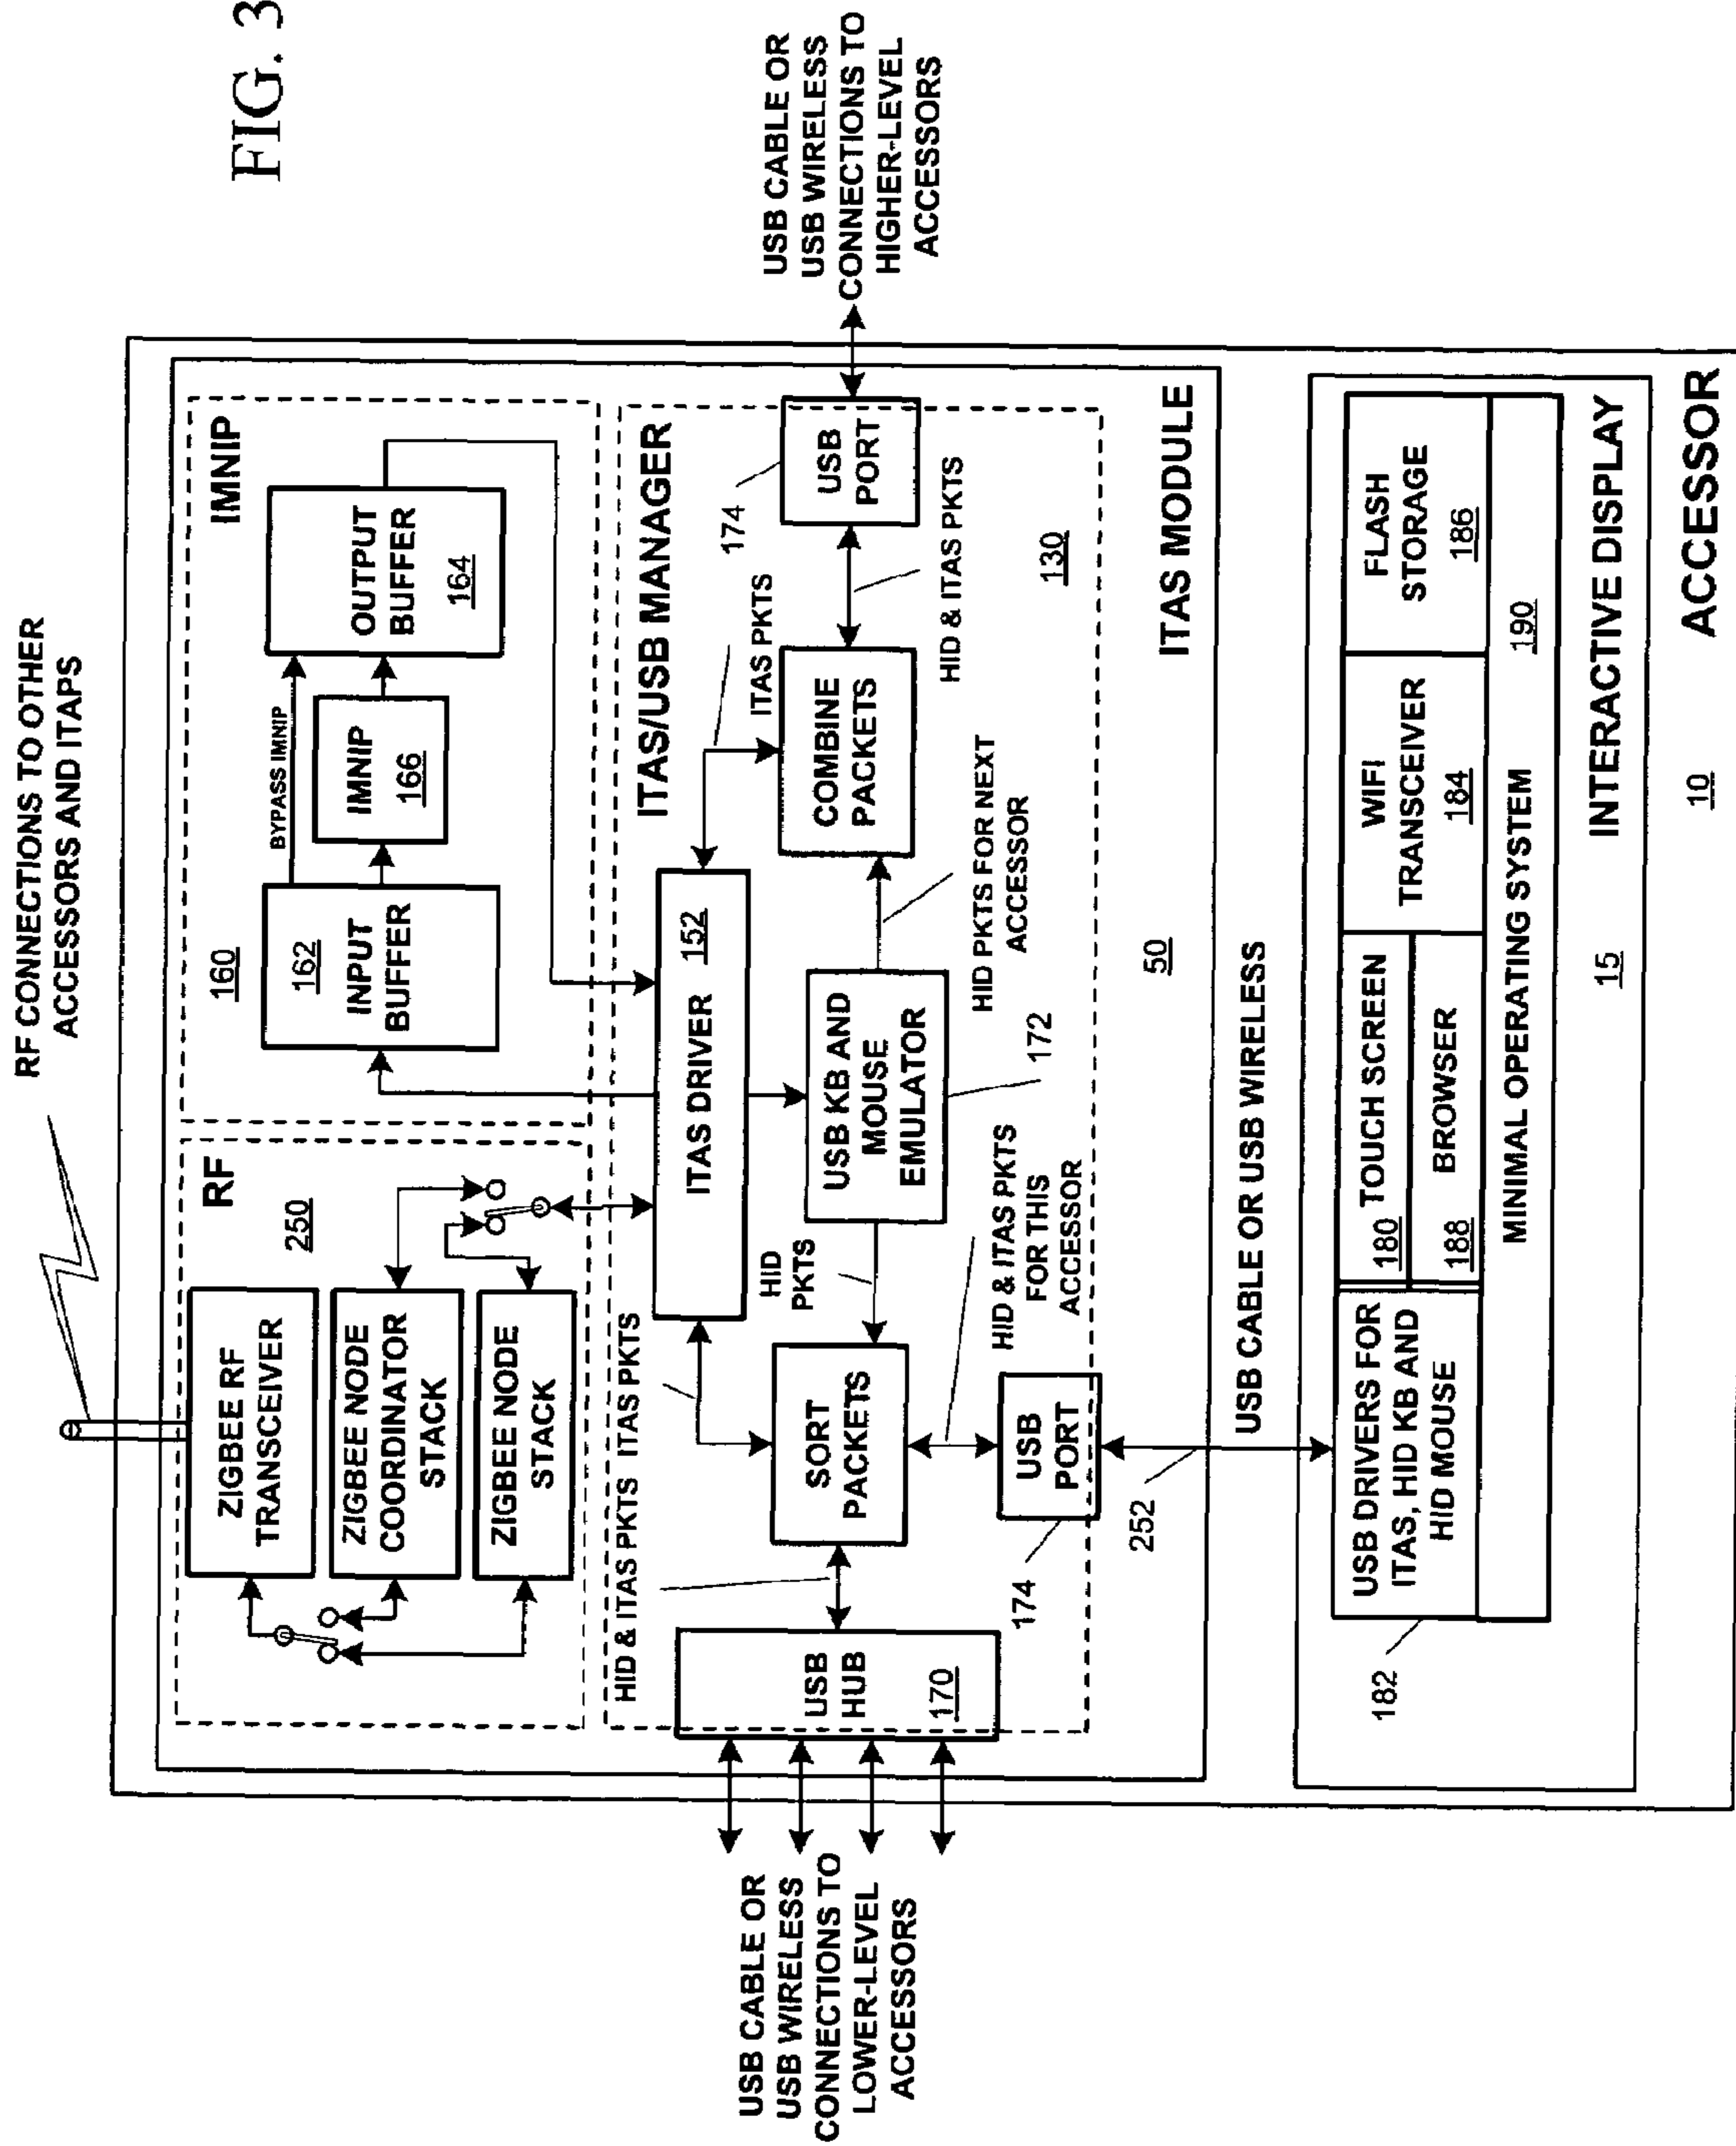 FIG. 3
RF CONNECTIONS TO OTHER
ACCESSORS AND ITAPS
RF
250
ZIGBEE RF
TRANSCEIVER
ZIGBEE NODE
COORDINATOR
STACK
ZIGBEE NODE
STACK
IMNIP
160
162
INPUT
BUFFER
BYPASS IMNIP
IMNIP
166
OUTPUT
BUFFER
164
ITAS/USB MANAGER
HID & ITAS PKTS
ITAS PKTS
ITAS DRIVER
152
ITAS PKTS
174
USB
HUB
170
SORT
PACKETS
HID
PKTS
USB KB AND
MOUSE
EMULATOR
172
COMBINE
PACKETS
USB
PORT
HID & ITAS PKTS
HID PKTS FOR NEXT
ACCESSOR
HID & ITAS PKTS
FOR THIS
ACCESSOR
130
174
USB
PORT
USB CABLE OR
USB WIRELESS
CONNECTIONS TO
LOWER-LEVEL
ACCESSORS
USB CABLE OR
USB WIRELESS
CONNECTIONS TO
HIGHER-LEVEL
ACCESSORS
50
ITAS MODULE
252
USB CABLE OR USB WIRELESS
182
USB DRIVERS FOR
ITAS, HID KB AND
HID MOUSE
180
TOUCH SCREEN
188
BROWSER
WIFI
TRANSCEIVER
184
FLASH
STORAGE
186
MINIMAL OPERATING SYSTEM
190
15
INTERACTIVE DISPLAY
10
ACCESSOR